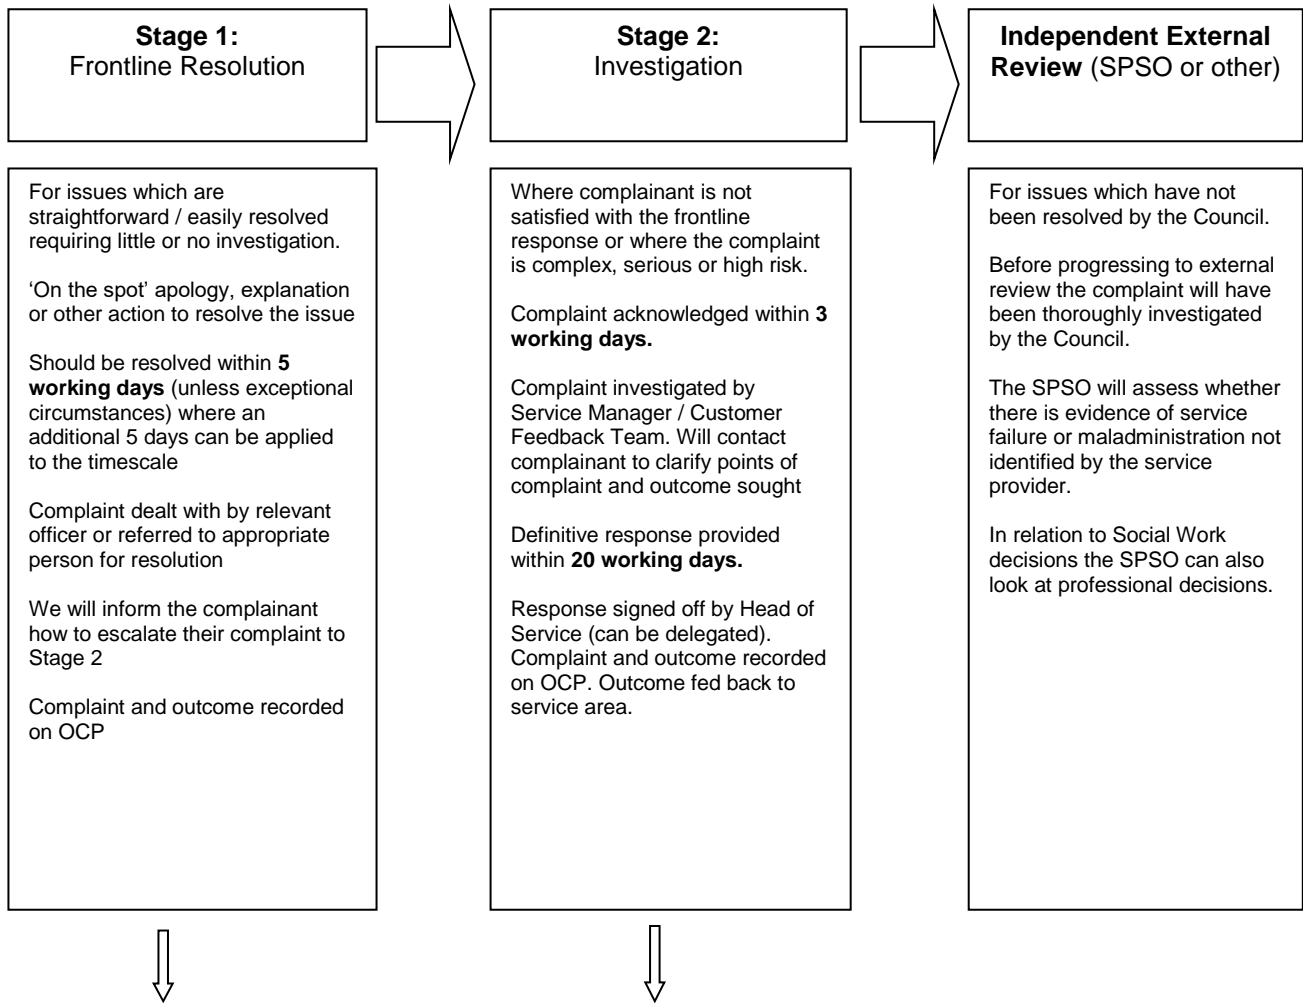 Stage 1:
Frontline Resolution
Stage 2:
Investigation
Independent External
Review (SPSO or other)
For issues which are
straightforward / easily resolved
requiring little or no investigation.
‘On the spot’ apology, explanation
or other action to resolve the issue
Should be resolved within 5
working days (unless exceptional
circumstances) where an
additional 5 days can be applied
to the timescale
Complaint dealt with by relevant
officer or referred to appropriate
person for resolution
We will inform the complainant
how to escalate their complaint to
Stage 2
Complaint and outcome recorded
on OCP
Where complainant is not
satisfied with the frontline
response or where the complaint
is complex, serious or high risk.
Complaint acknowledged within 3
working days.
Complaint investigated by
Service Manager / Customer
Feedback Team. Will contact
complainant to clarify points of
complaint and outcome sought
Definitive response provided
within 20 working days.
Response signed off by Head of
Service (can be delegated).
Complaint and outcome recorded
on OCP. Outcome fed back to
service area.
For issues which have not
been resolved by the Council.
Before progressing to external
review the complaint will have
been thoroughly investigated
by the Council.
The SPSO will assess whether
there is evidence of service
failure or maladministration not
identified by the service
provider.
In relation to Social Work
decisions the SPSO can also
look at professional decisions.